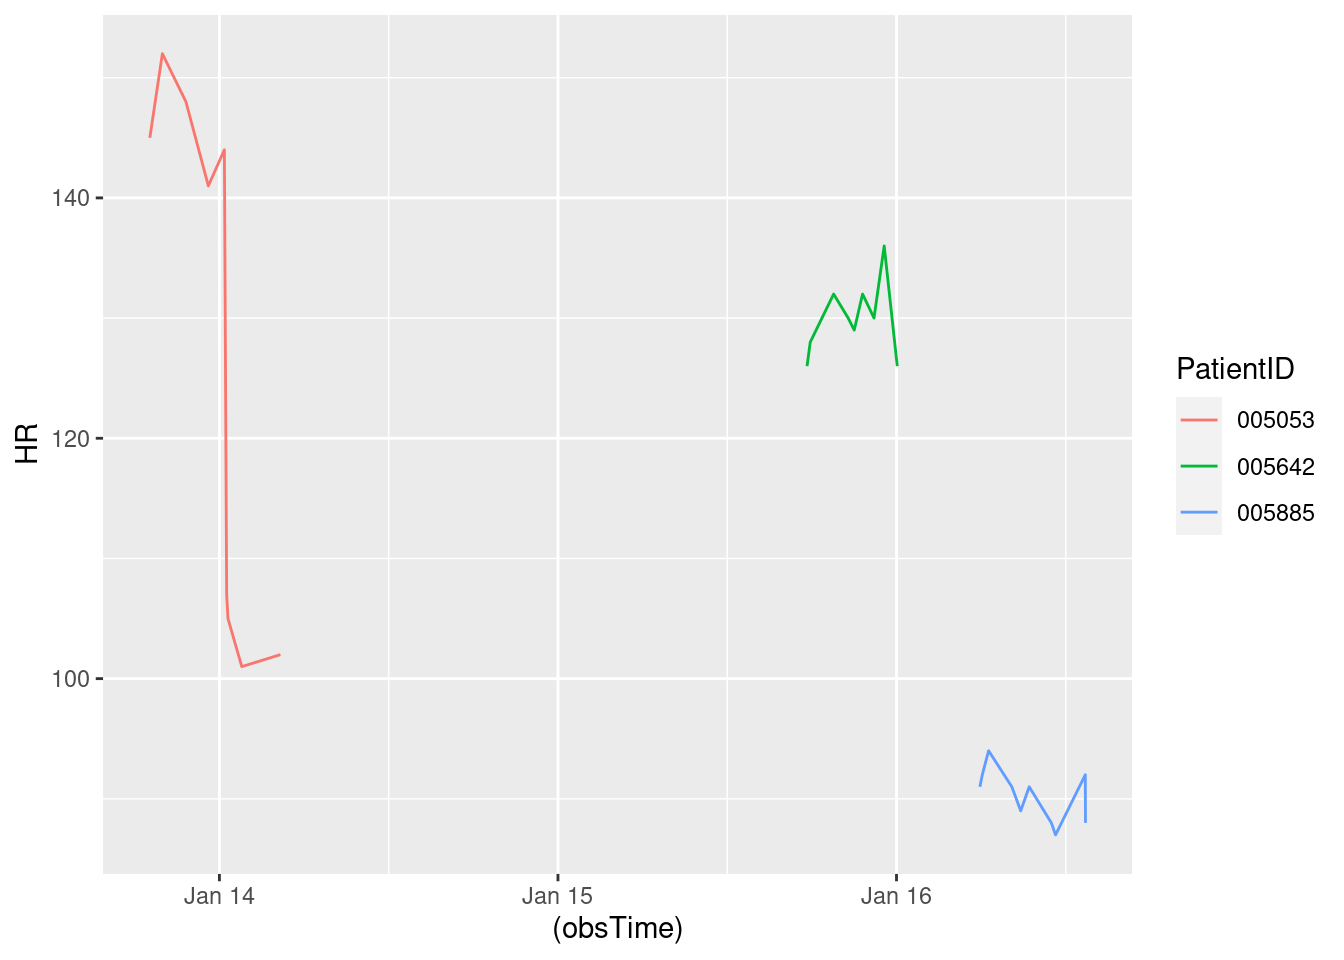 HR
140
120
100
Jan 14
Jan 15
Jan 16
(obsTime)
PatientID
005053
005642
005885